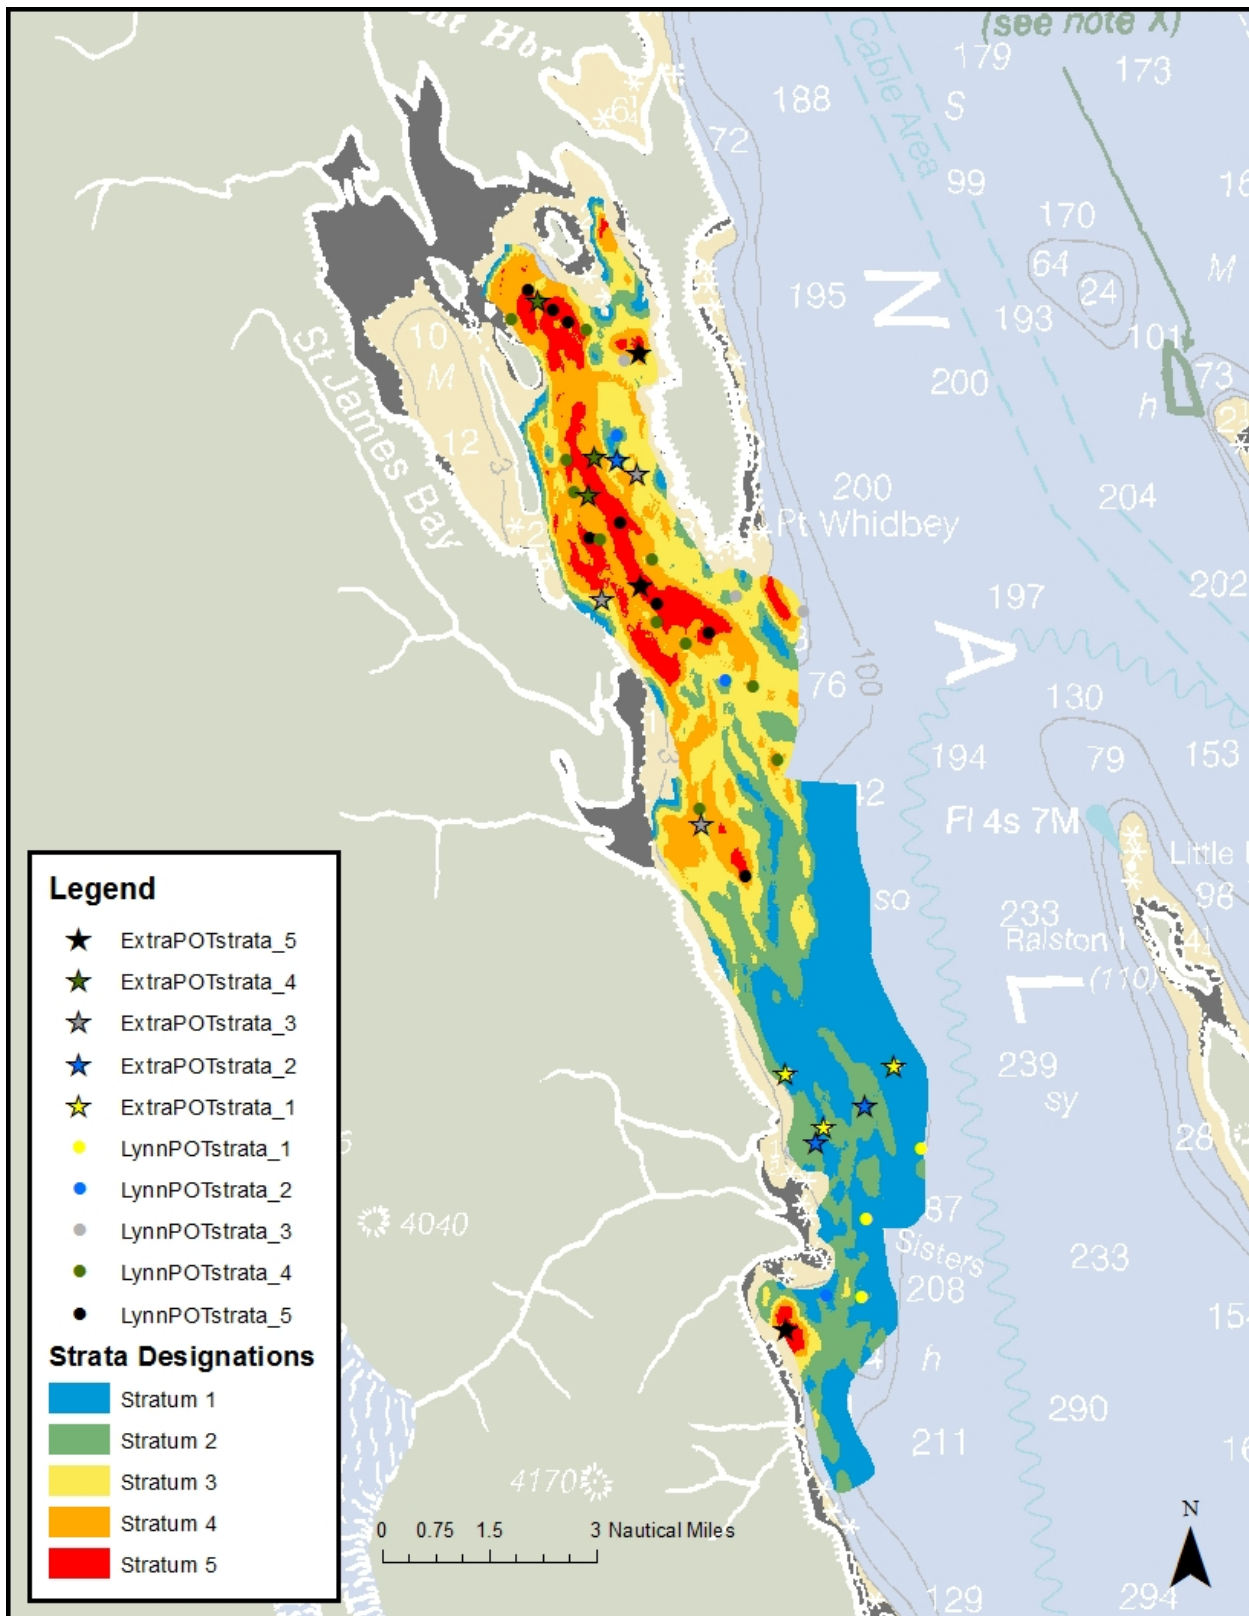 (see note X)
179
173
188
Cable Area
S
72
99
170
64
24
M
195
193
101
73
N
200
h
10
M
12
3
St James Bay
200
204
Pt Whidbey
202
197
A
100
76
130
79
153
194
Fl 4s 7M
Little
98
so
233
Ralston I
(110)
L
239
sy
28
4040
87
Sisters
233
208
h
290
211
4170
129
294
Legend
ExtraPOTstrata_5
ExtraPOTstrata_4
ExtraPOTstrata_3
ExtraPOTstrata_2
ExtraPOTstrata_1
LynnPOTstrata_1
LynnPOTstrata_2
LynnPOTstrata_3
LynnPOTstrata_4
LynnPOTstrata_5
Strata Designations
Stratum 1
Stratum 2
Stratum 3
Stratum 4
Stratum 5
0 0.75 1.5 3 Nautical Miles
N